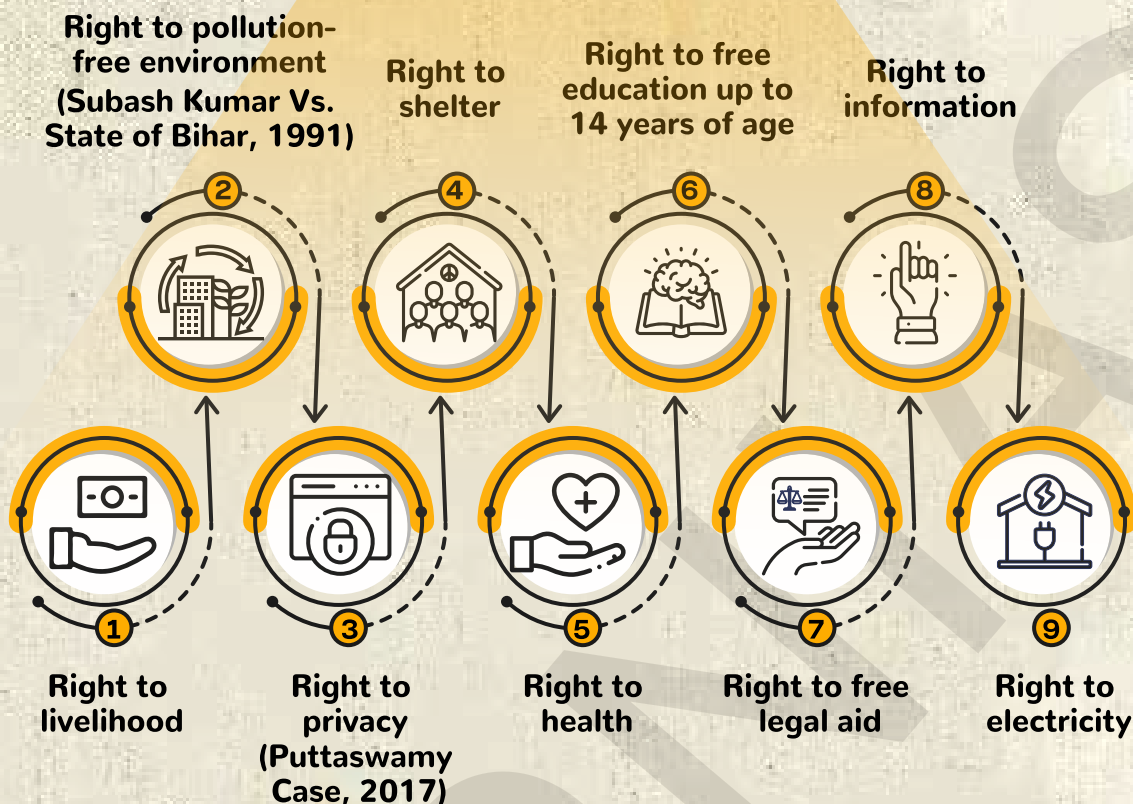 Right to pollution-
free environment
(Subash Kumar Vs.
State of Bihar, 1991)
Right to
shelter
Right to free
education up to
14 years of age
Right to
information
2
4
6
8
1
3
5
7
9
Right to
livelihood
Right to
privacy
(Puttaswamy
Case, 2017)
Right to
health
Right to free
legal aid
Right to
electricity